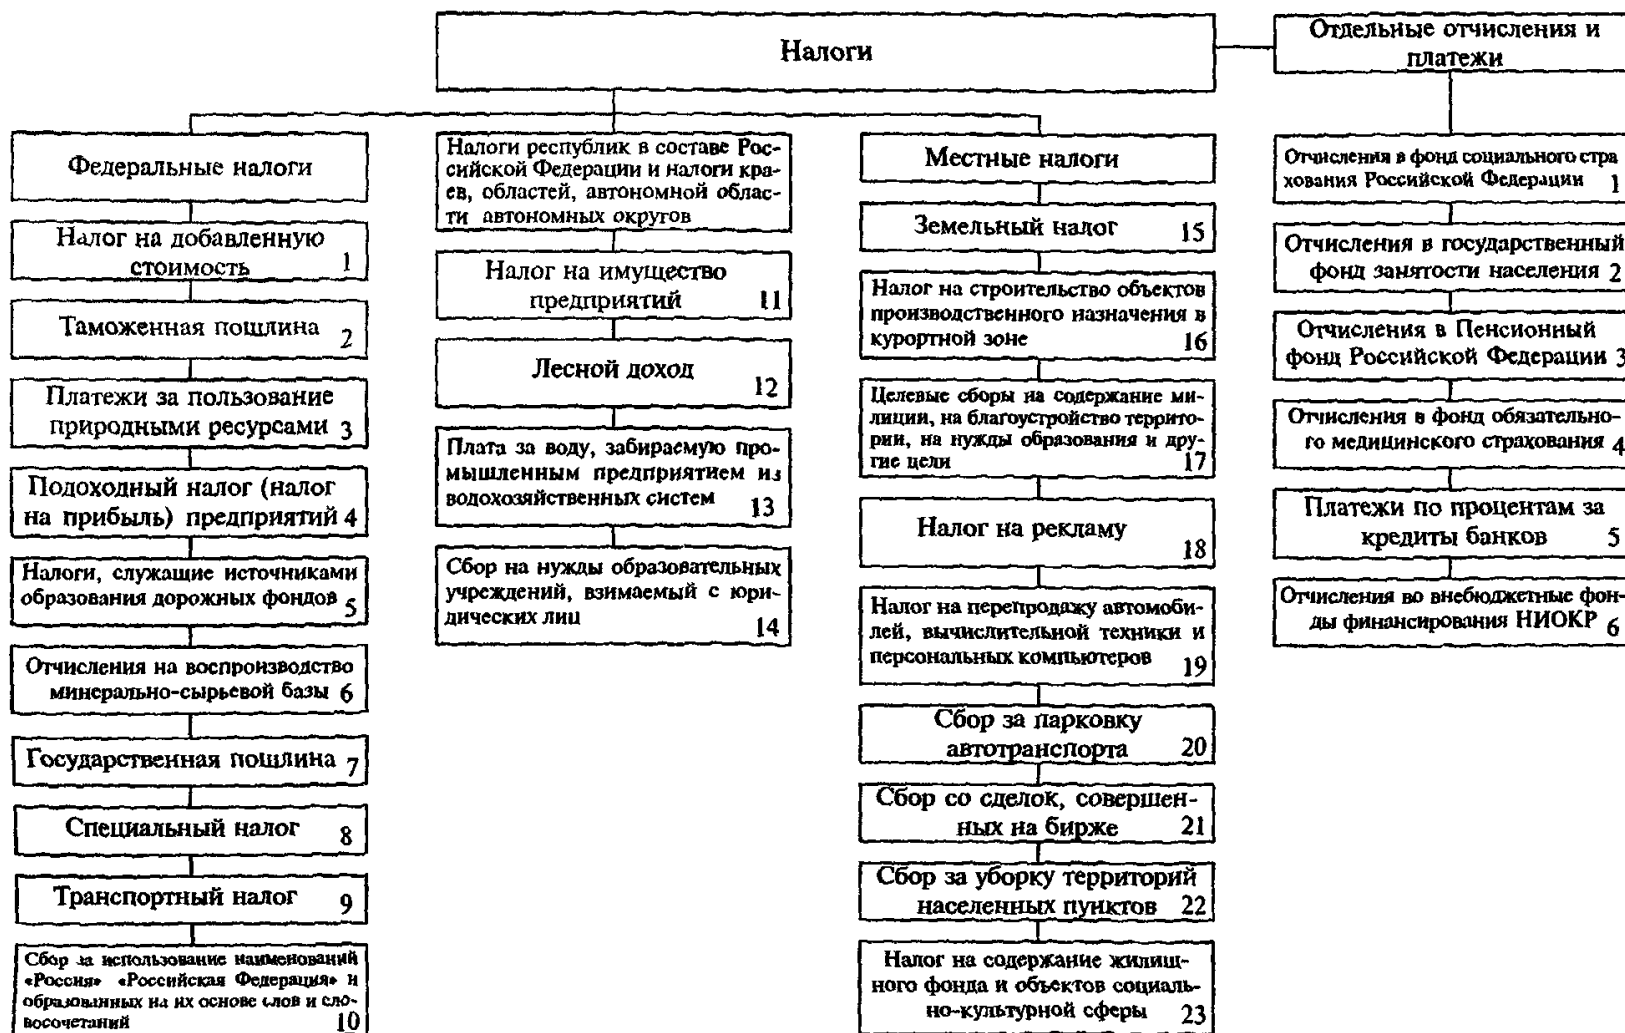 Налоги
Отдельные отчисления и
платежи
Федеральные налоги
Налог на добавленную
стоимость 1
Таможенная пошлина 2
Платежи за пользование
природными ресурсами 3
Подоходный налог (налог
на прибыль) предприятий 4
Налоги, служащие источниками
образования дорожных фондов 5
Отчисления на воспроизводство
минерально-сырьевой базы 6
Государственная пошлина 7
Специальный налог 8
Транспортный налог 9
Сбор за использование наименований
«Россия» «Российская Федерация» и
образованных на их основе слов и сло-
восочетаний 10
Налоги республик в составе Рос-
сийской Федерации и налоги кра-
ев, областей, автономной облас-
ти автономных округов
Налог на имущество
предприятий 11
Лесной доход 12
Плата за воду, забираемую про-
мышленным предприятием из
водохозяйственных систем 13
Сбор на нужды образовательных
учреждений, взимаемый с юри-
дических лиц 14
Местные налоги
Земельный налог 15
Налог на строительство объектов
производственного назначения в
курортной зоне 16
Целевые сборы на содержание ми-
лиции, на благоустройство террито-
рии, на нужды образования и дру-
гие цели 17
Налог на рекламу 18
Налог на перепродажу автомоби-
лей, вычислительной техники и
персональных компьютеров 19
Сбор за парковку
автотранспорта 20
Сбор со сделок, совершен-
ных на бирже 21
Сбор за уборку территорий
населенных пунктов 22
Налог на содержание жилищ-
ного фонда и объектов социаль-
но-культурной сферы 23
Отчисления в фонд социального стра
хования Российской Федерации 1
Отчисления в государственный
фонд занятости населения 2
Отчисления в Пенсионный
фонд Российской Федерации 3
Отчисления в фонд обязательно-
го медицинского страхования 4
Платежи по процентам за
кредиты банков 5
Отчисления во внебюджетные фон-
ды финансирования НИОКР 6